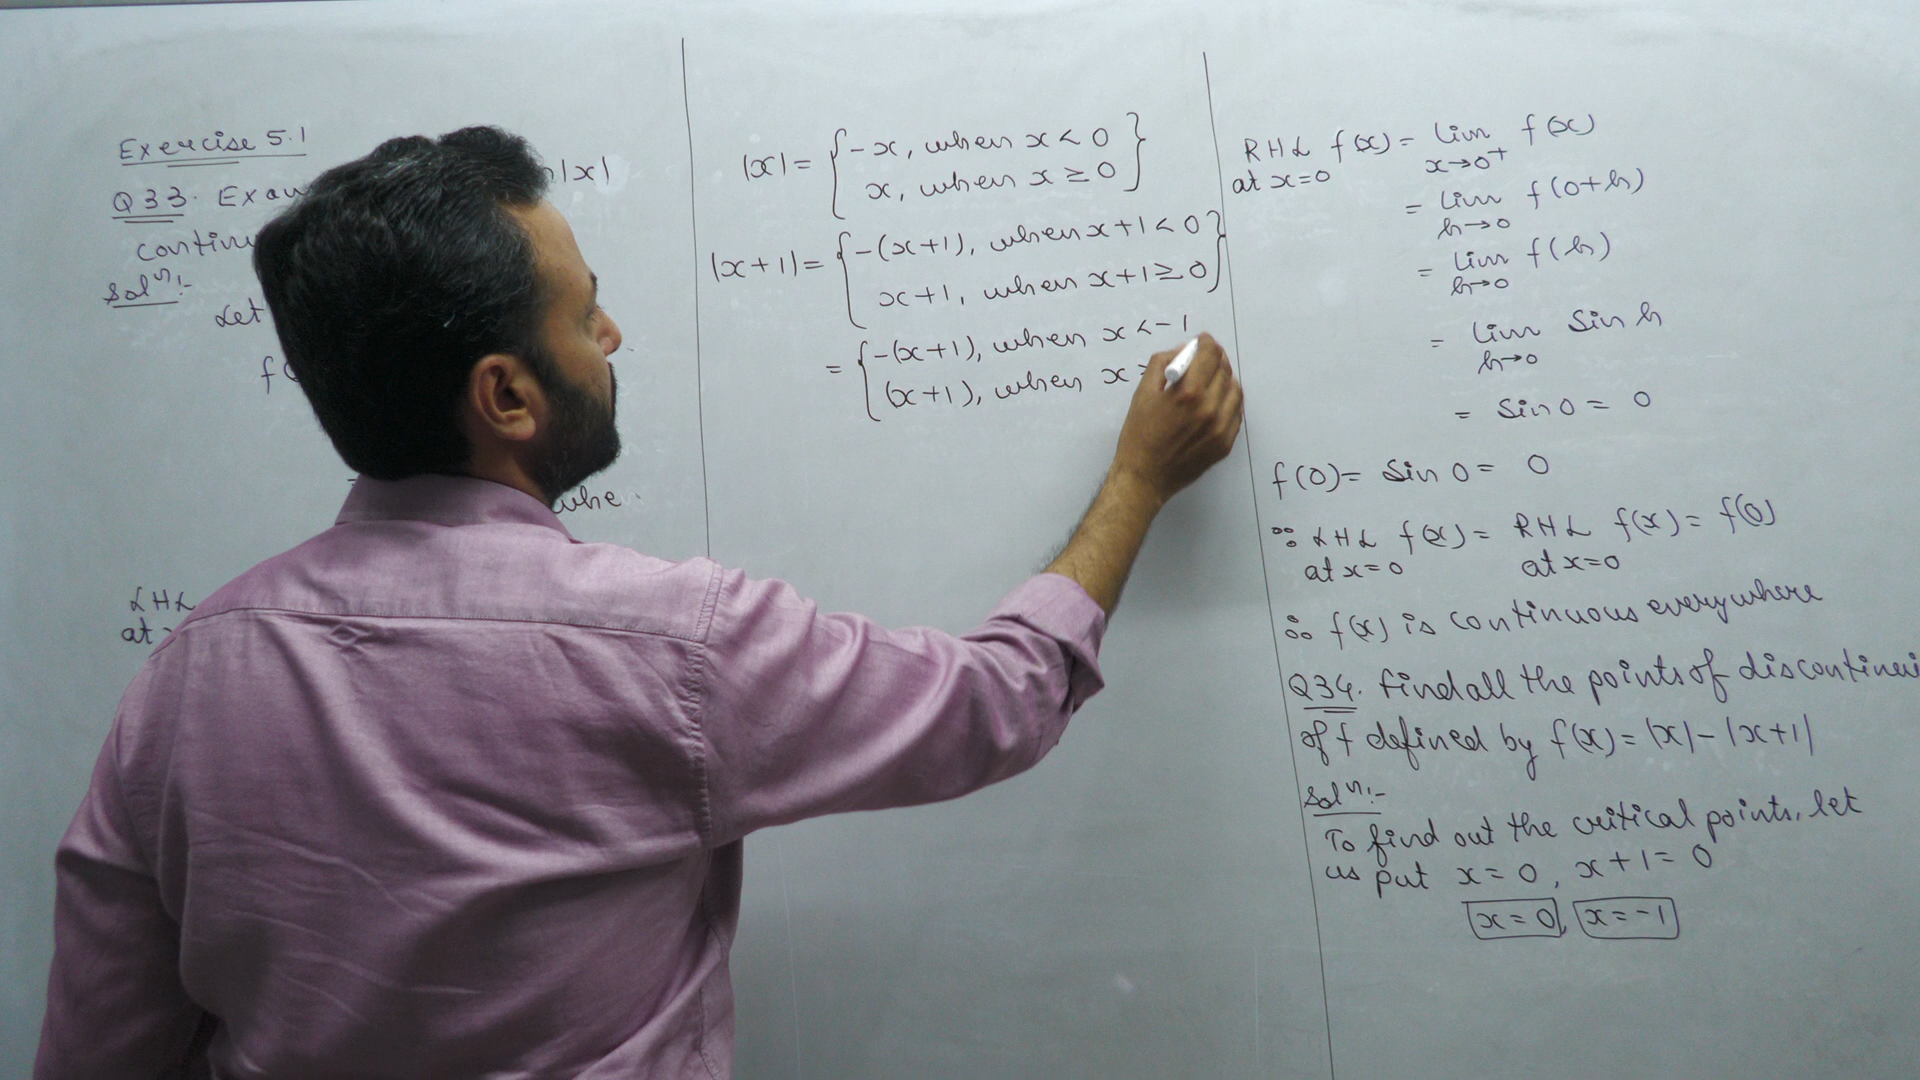 Exercise 5.1
Q33. Exam |x|
Contin
Solⁿ:-
Let
f(
whe
LHL
at
|x| = { -x, when x < 0
x, when x ≥ 0 }
|x+1| = { -(x+1), when x+1 < 0
x+1, when x+1 ≥ 0 }
= { -(x+1), when x < -1
(x+1), when x ≥
RHL f(x) = lim f(x)
at x=0 x→0⁺
= lim f(0+h)
h→0
= lim f(h)
h→0
= lim Sin h
h→0
= Sin 0 = 0
f(0) = Sin 0 = 0
∵ LHL f(x) = RHL f(x) = f(0)
at x=0 at x=0
∴ f(x) is continuous everywhere
Q34. Find all the points of discontinui
of f defined by f(x) = |x| - |x+1|
Solⁿ:-
To find out the critical points, let
us put x = 0, x + 1 = 0
x = 0, x = -1